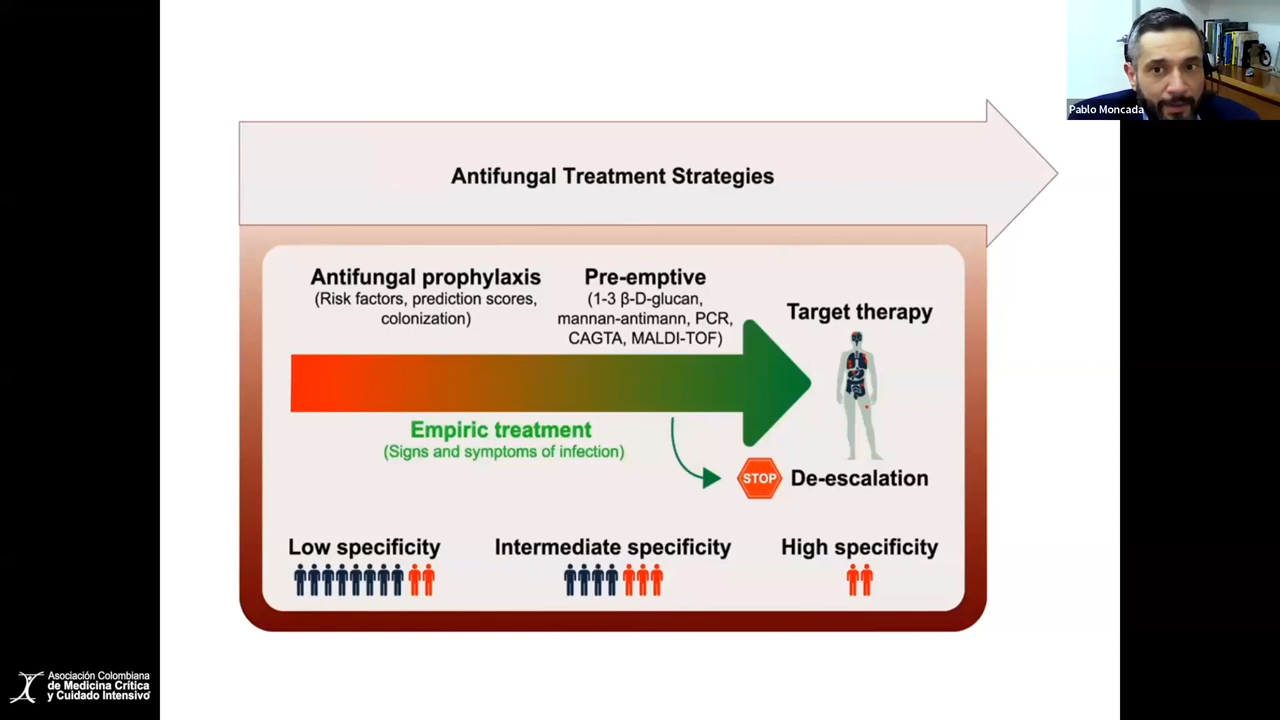 Pablo Moncada
Antifungal Treatment Strategies
Antifungal prophylaxis
(Risk factors, prediction scores,
colonization)
Pre-emptive
(1-3 β-D-glucan,
mannan-antimann, PCR,
CAGTA, MALDI-TOF)
Target therapy
Empiric treatment
(Signs and symptoms of infection)
STOP
De-escalation
Low specificity
Intermediate specificity
High specificity
Asociación Colombiana
de Medicina Crítica
y Cuidado Intensivo